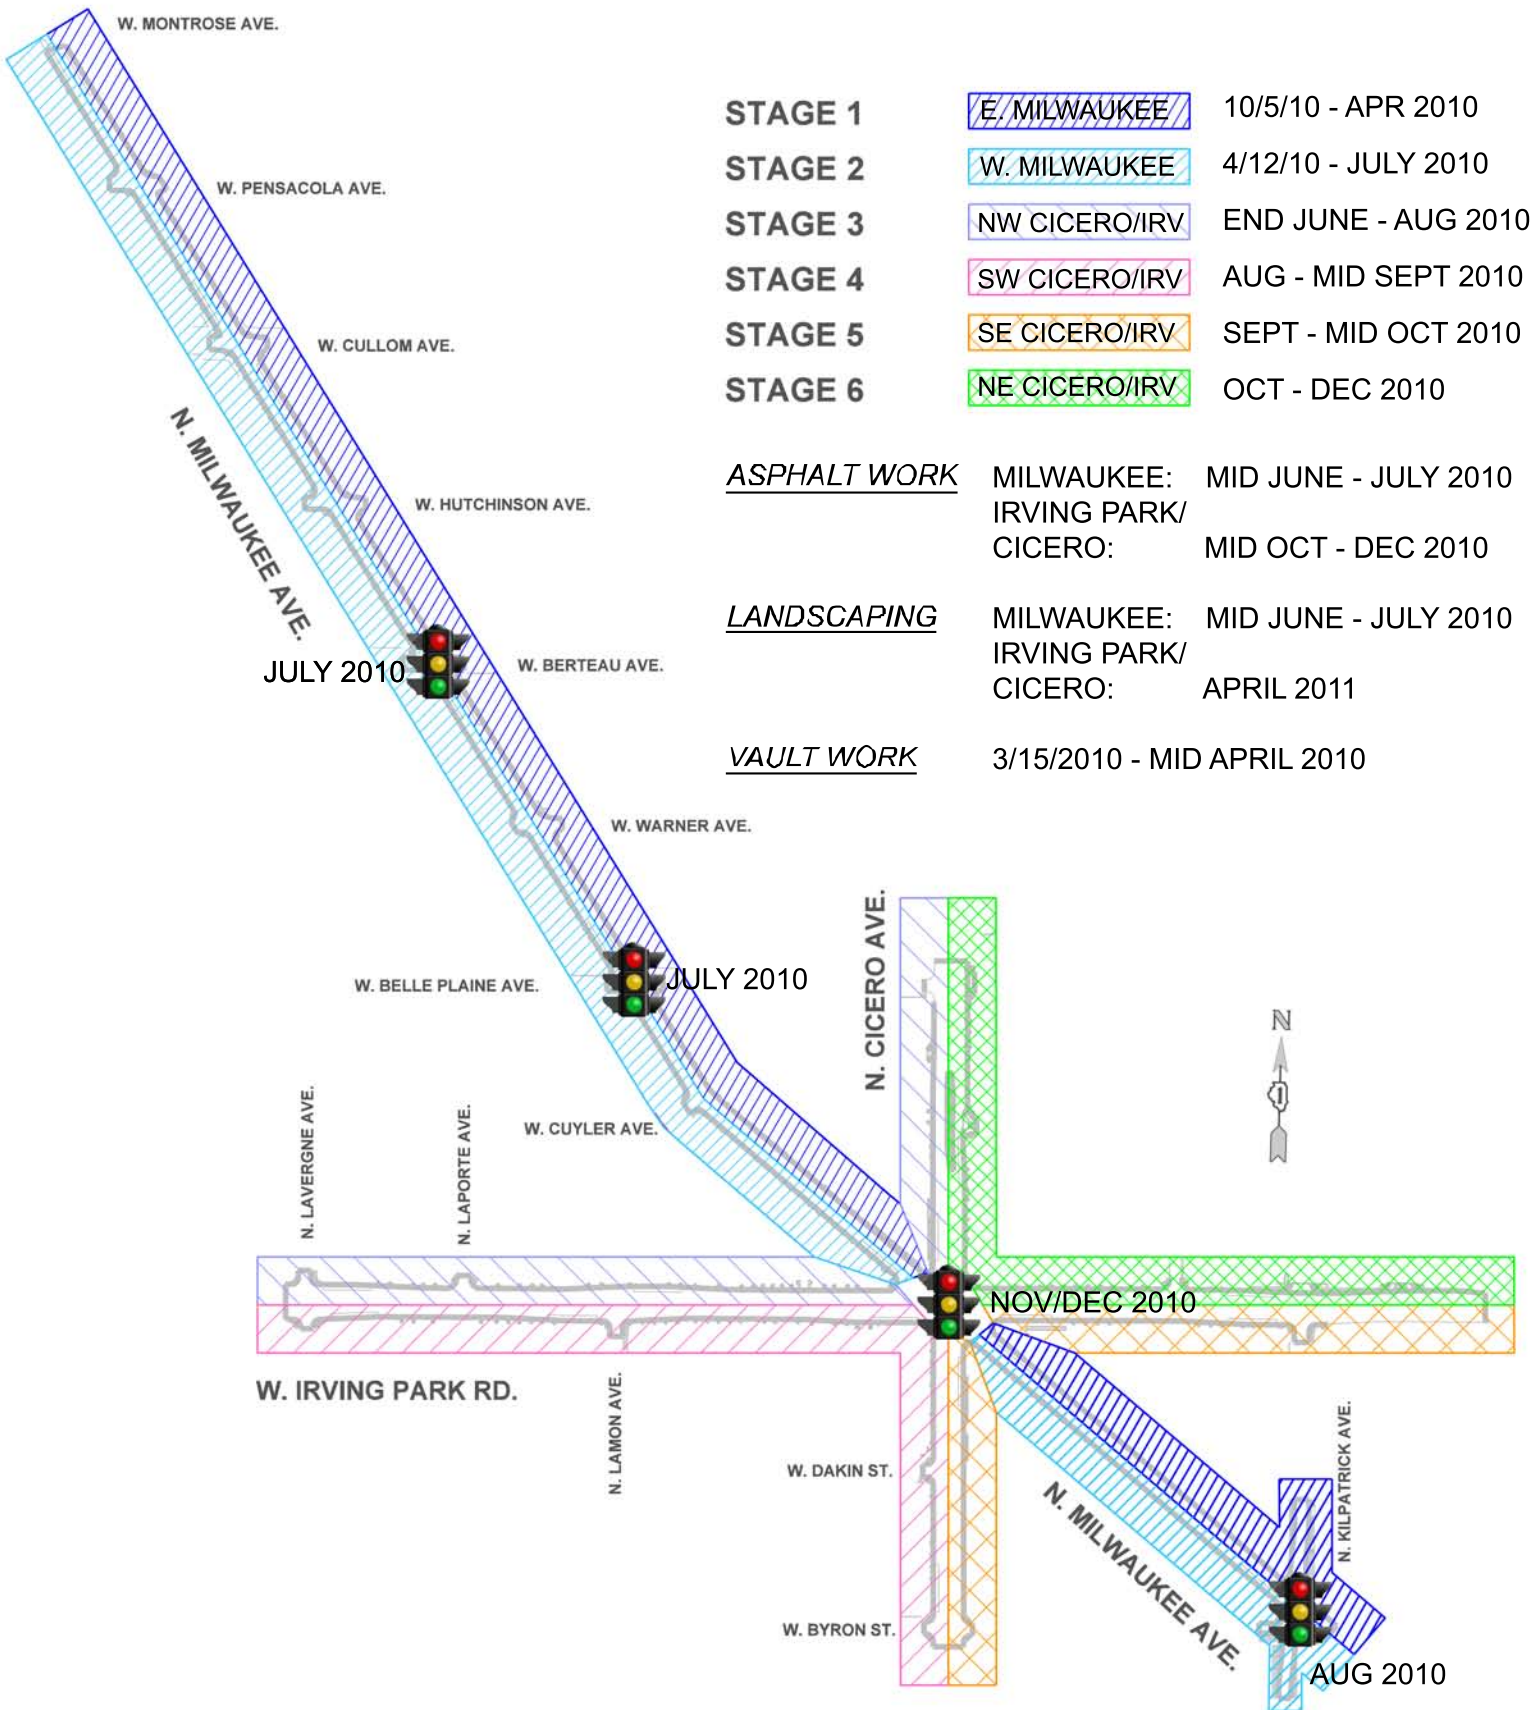 W. MONTROSE AVE.
STAGE 1 E. MILWAUKEE 10/5/10 - APR 2010
STAGE 2 W. MILWAUKEE 4/12/10 - JULY 2010
W. PENSACOLA AVE.
STAGE 3 NW CICERO/IRV END JUNE - AUG 2010
STAGE 4 SW CICERO/IRV AUG - MID SEPT 2010
STAGE 5 SE CICERO/IRV SEPT - MID OCT 2010
W. CULLOM AVE.
STAGE 6 NE CICERO/IRV OCT - DEC 2010
N. MILWAUKEE AVE.
ASPHALT WORK MILWAUKEE: MID JUNE - JULY 2010
IRVING PARK/
CICERO: MID OCT - DEC 2010
W. HUTCHINSON AVE.
LANDSCAPING MILWAUKEE: MID JUNE - JULY 2010
IRVING PARK/
CICERO: APRIL 2011
JULY 2010
W. BERTEAU AVE.
VAULT WORK 3/15/2010 - MID APRIL 2010
W. WARNER AVE.
N. CICERO AVE.
W. BELLE PLAINE AVE.
JULY 2010
N
1
W. CUYLER AVE.
N. LAVERGNE AVE.
N. LAPORTE AVE.
NOV/DEC 2010
W. IRVING PARK RD.
N. LAMON AVE.
W. DAKIN ST.
N. MILWAUKEE AVE.
N. KILPATRICK AVE.
W. BYRON ST.
AUG 2010